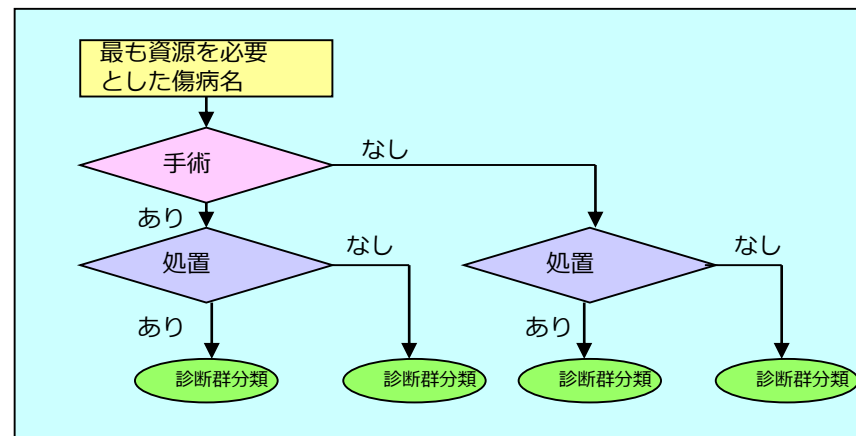 最も資源を必要
とした傷病名
手術
なし
あり
処置
なし
処置
なし
あり
あり
診断群分類
診断群分類
診断群分類
診断群分類